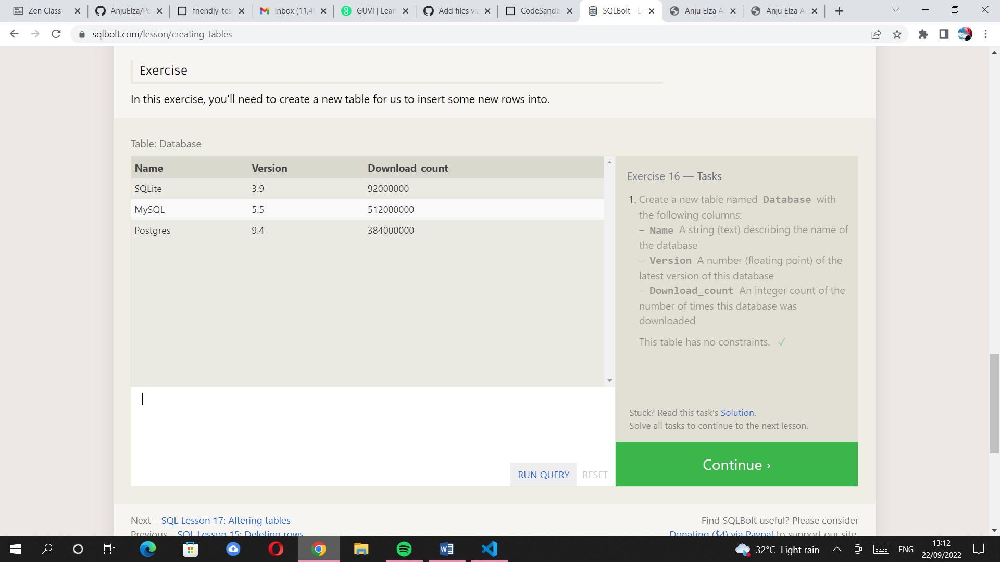 Zen Class
AnjuElza/Po
friendly-tes
Inbox (11,49
GUVI | Lear
Add files via
CodeSandb
SQLBolt - Le
Anju Elza A
Anju Elza A
sqlbolt.com/lesson/creating_tables
Exercise
In this exercise, you'll need to create a new table for us to insert some new rows into.
Table: Database
Name Version Download_count
SQLite 3.9 92000000
MySQL 5.5 512000000
Postgres 9.4 384000000
Exercise 16 — Tasks
1. Create a new table named Database with
the following columns:
– Name A string (text) describing the name of
the database
– Version A number (floating point) of the
latest version of this database
– Download_count An integer count of the
number of times this database was
downloaded
This table has no constraints. ✓
Stuck? Read this task's Solution.
Solve all tasks to continue to the next lesson.
RUN QUERY RESET
Continue ›
Next – SQL Lesson 17: Altering tables
Previous – SQL Lesson 15: Deleting rows
Find SQLBolt useful? Please consider
Donating ($4) via Paypal to support our site.
32°C Light rain
ENG
13:12
22/09/2022